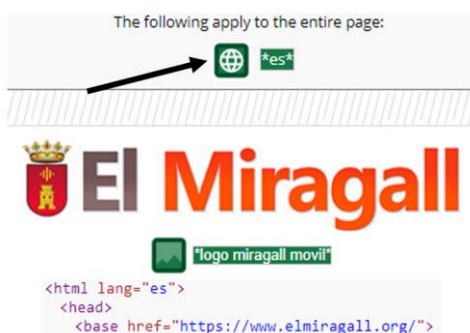 The following apply to the entire page:
*es*
El Miragall
*logo miragall movil*
<html lang="es">
<head>
<base href="https://www.elmiragall.org/">